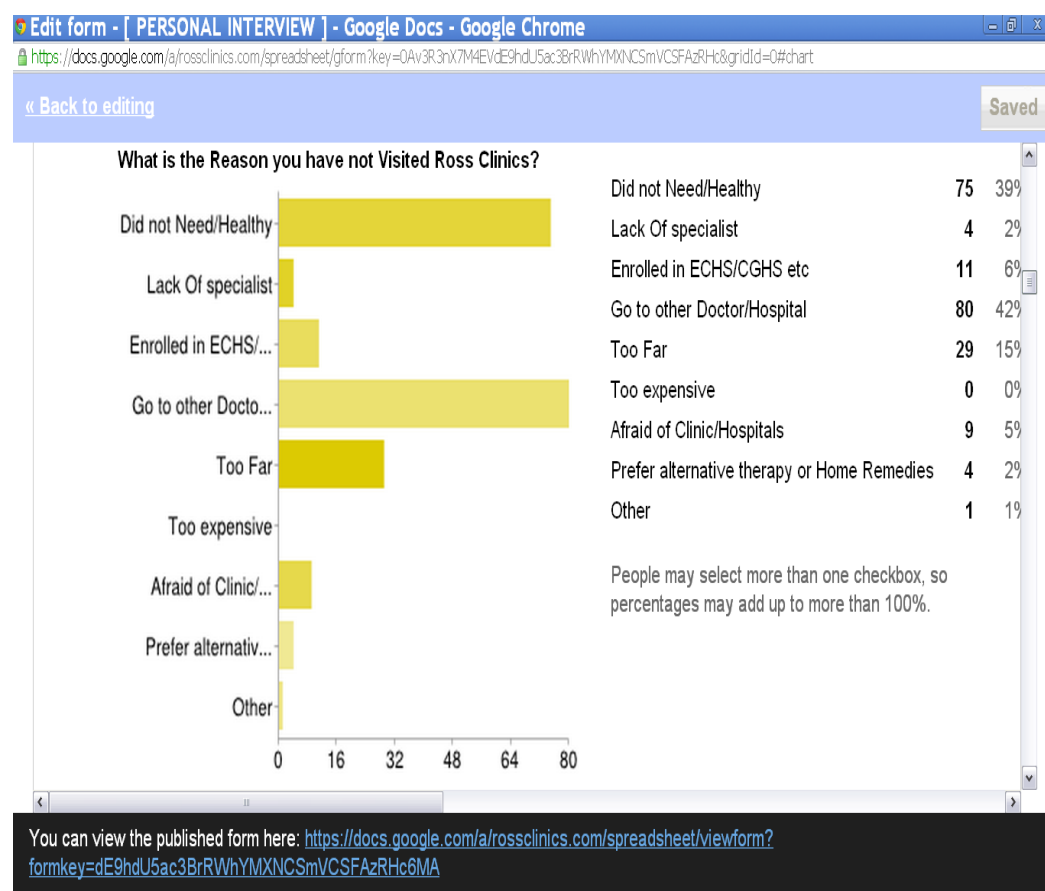 Edit form - [ PERSONAL INTERVIEW ] - Google Docs - Google Chrome
https://docs.google.com/a/rossclinics.com/spreadsheet/gform?key=0Av3R3nX7M4EVdE9hdU5ac3BrRWhYMXNCSmVCSFAzRHc&gridId=0#chart
« Back to editing
Saved
What is the Reason you have not Visited Ross Clinics?
Did not Need/Healthy
Lack Of specialist
Enrolled in ECHS/...
Go to other Docto...
Too Far
Too expensive
Afraid of Clinic/...
Prefer alternativ...
Other
0 16 32 48 64 80
Did not Need/Healthy 75 39%
Lack Of specialist 4 2%
Enrolled in ECHS/CGHS etc 11 6%
Go to other Doctor/Hospital 80 42%
Too Far 29 15%
Too expensive 0 0%
Afraid of Clinic/Hospitals 9 5%
Prefer alternative therapy or Home Remedies 4 2%
Other 1 1%
People may select more than one checkbox, so
percentages may add up to more than 100%.
You can view the published form here: https://docs.google.com/a/rossclinics.com/spreadsheet/viewform?
formkey=dE9hdU5ac3BrRWhYMXNCSmVCSFAzRHc6MA